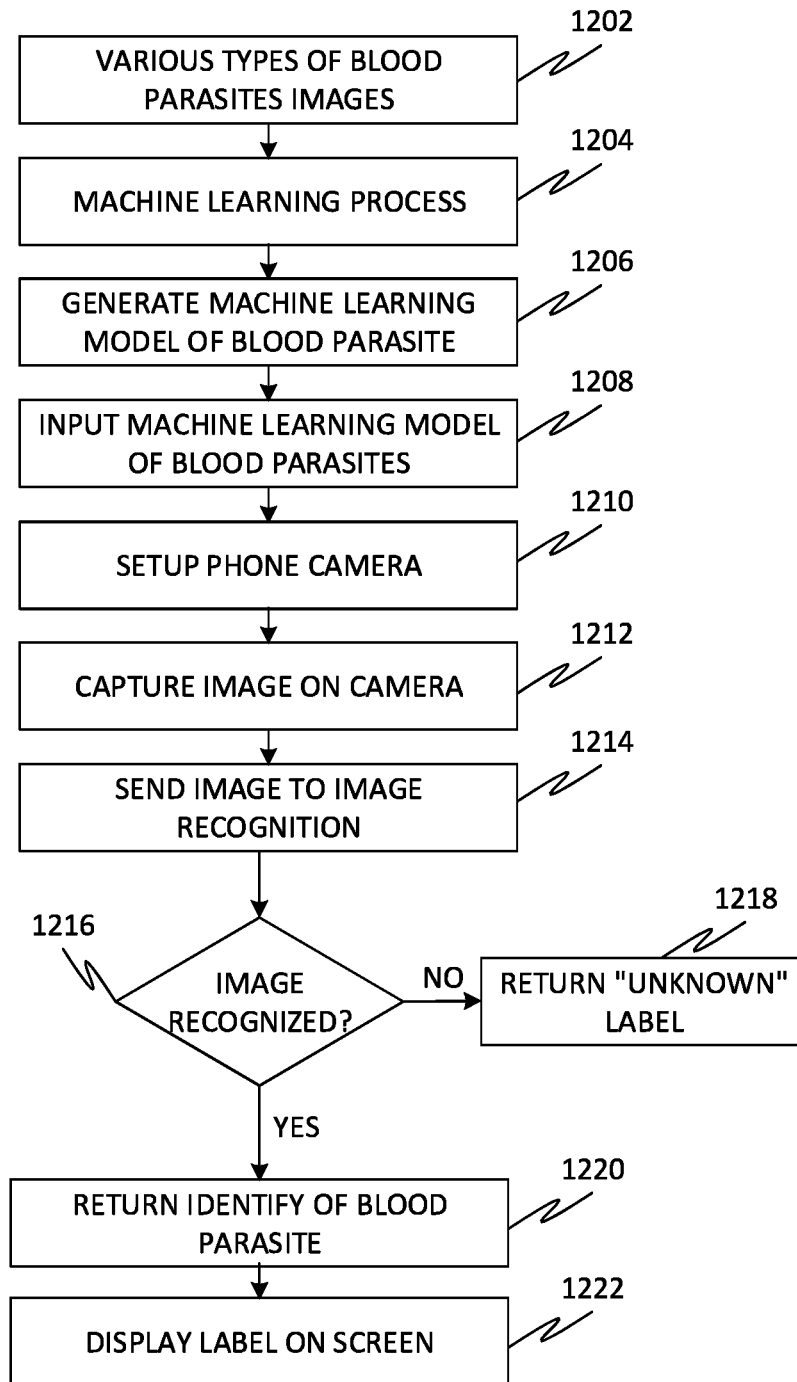 1202
VARIOUS TYPES OF BLOOD
PARASITES IMAGES
1204
MACHINE LEARNING PROCESS
1206
GENERATE MACHINE LEARNING
MODEL OF BLOOD PARASITE
1208
INPUT MACHINE LEARNING MODEL
OF BLOOD PARASITES
1210
SETUP PHONE CAMERA
1212
CAPTURE IMAGE ON CAMERA
1214
SEND IMAGE TO IMAGE
RECOGNITION
1216
IMAGE
RECOGNIZED?
NO
1218
RETURN "UNKNOWN"
LABEL
YES
1220
RETURN IDENTIFY OF BLOOD
PARASITE
1222
DISPLAY LABEL ON SCREEN